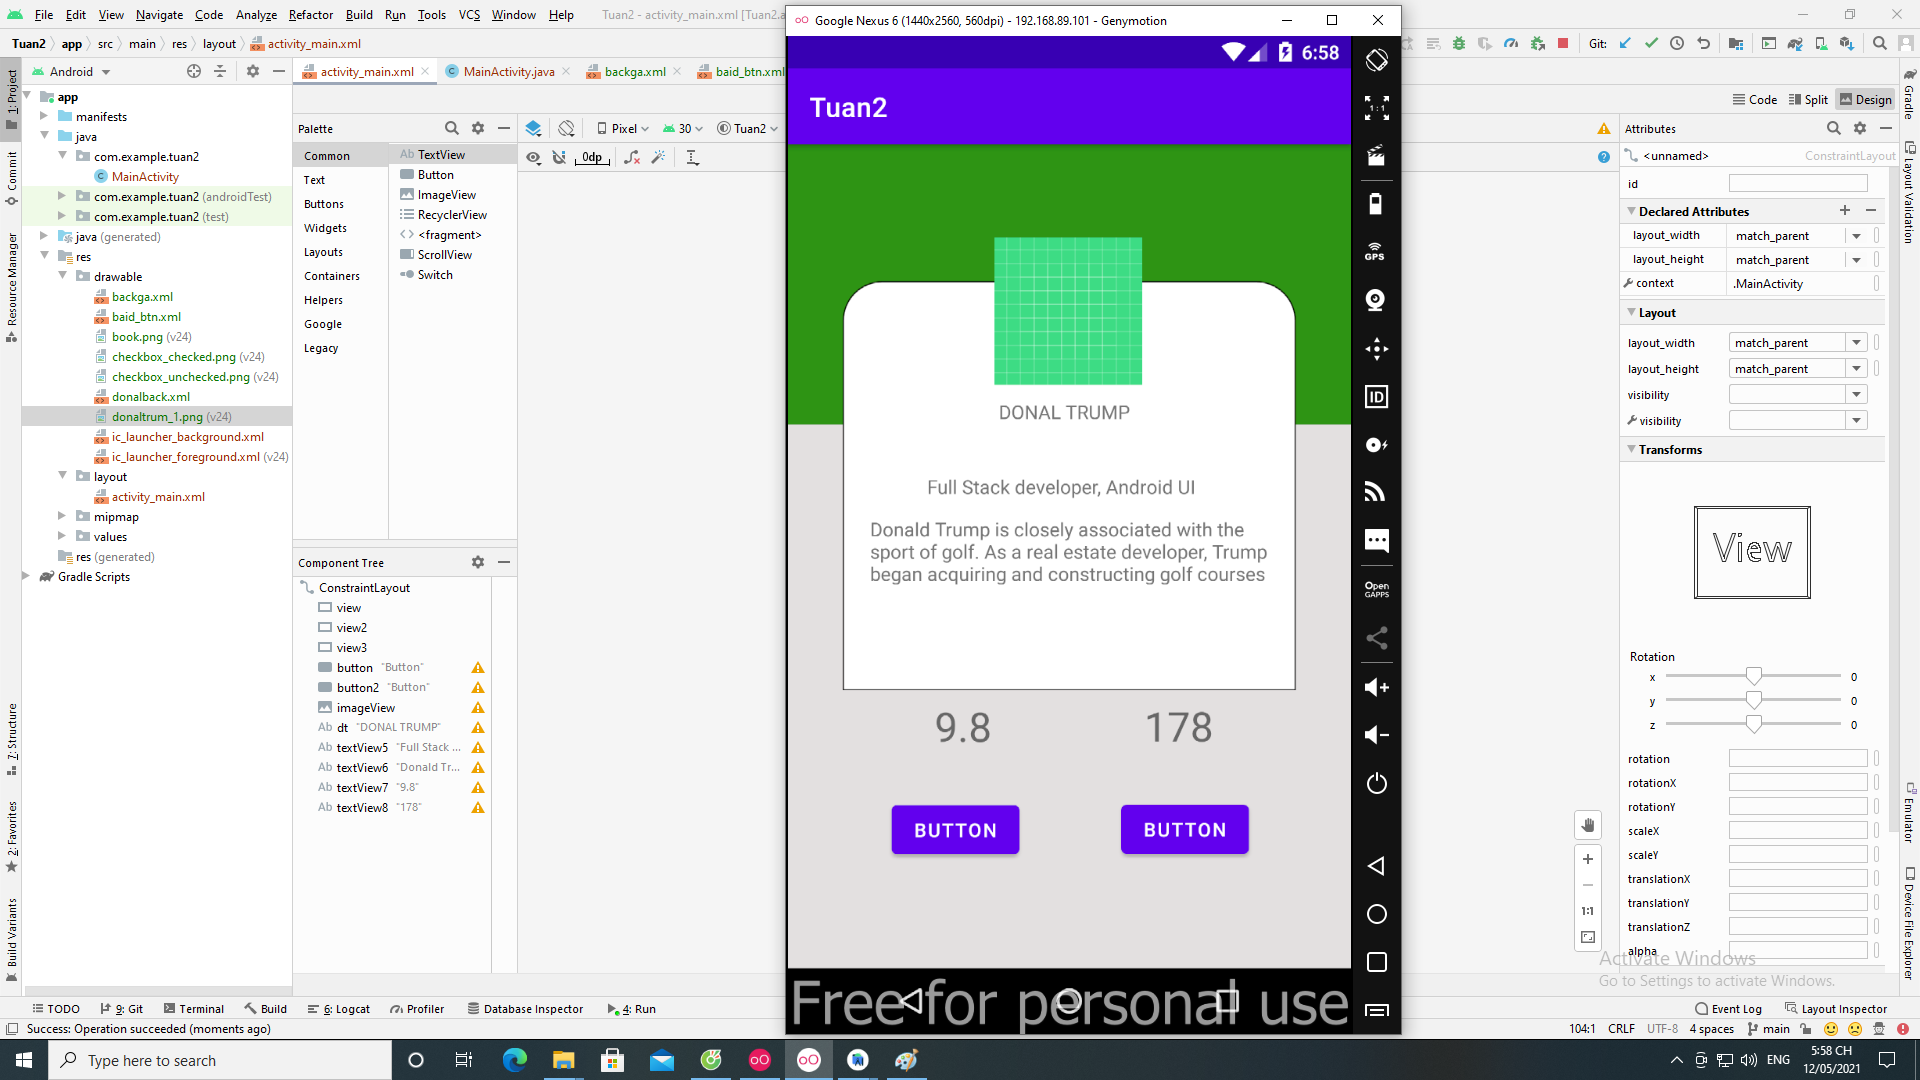 File Edit View Navigate Code Analyze Refactor Build Run Tools VCS Window Help Tuan2 - activity_main.xml [Tuan2.a
Google Nexus 6 (1440x2560, 560dpi) - 192.168.89.101 - Genymotion
Tuan2 app src main res layout activity_main.xml
Git:
Android
activity_main.xml MainActivity.java backga.xml baid_btn.xml
Code Split Design
1: Project
Commit
Resource Manager
7: Structure
2: Favorites
Build Variants
app
manifests
java
com.example.tuan2
MainActivity
com.example.tuan2 (androidTest)
com.example.tuan2 (test)
java (generated)
res
drawable
backga.xml
baid_btn.xml
book.png (v24)
checkbox_checked.png (v24)
checkbox_unchecked.png (v24)
donalback.xml
donaltrum_1.png (v24)
ic_launcher_background.xml
ic_launcher_foreground.xml (v24)
layout
activity_main.xml
mipmap
values
res (generated)
Gradle Scripts
Palette
Common
Text
Buttons
Widgets
Layouts
Containers
Helpers
Google
Legacy
Ab TextView
Button
ImageView
RecyclerView
<fragment>
ScrollView
Switch
Pixel 30 Tuan2
0dp
Component Tree
ConstraintLayout
view
view2
view3
button "Button"
button2 "Button"
imageView
Ab dt "DONAL TRUMP"
Ab textView5 "Full Stack ...
Ab textView6 "Donald Tr...
Ab textView7 "9.8"
Ab textView8 "178"
6:58
Tuan2
DONAL TRUMP
Full Stack developer, Android UI
Donald Trump is closely associated with the
sport of golf. As a real estate developer, Trump
began acquiring and constructing golf courses
9.8 178
BUTTON BUTTON
Free for personal use
1:1
GPS
ID
Open
GAPPS
Attributes
<unnamed> ConstraintLayout
id
Declared Attributes
layout_width match_parent
layout_height match_parent
context .MainActivity
Layout
layout_width match_parent
layout_height match_parent
visibility
visibility
Transforms
View
Rotation
x 0
y 0
z 0
rotation
rotationX
rotationY
scaleX
scaleY
translationX
translationY
translationZ
alpha
1:1
Activate Windows
Go to Settings to activate Windows.
Gradle
Layout Validation
Emulator
Device File Explorer
TODO 9: Git Terminal Build 6: Logcat Profiler Database Inspector 4: Run Event Log Layout Inspector
Success: Operation succeeded (moments ago) 104:1 CRLF UTF-8 4 spaces main
Type here to search
ENG
5:58 CH
12/05/2021